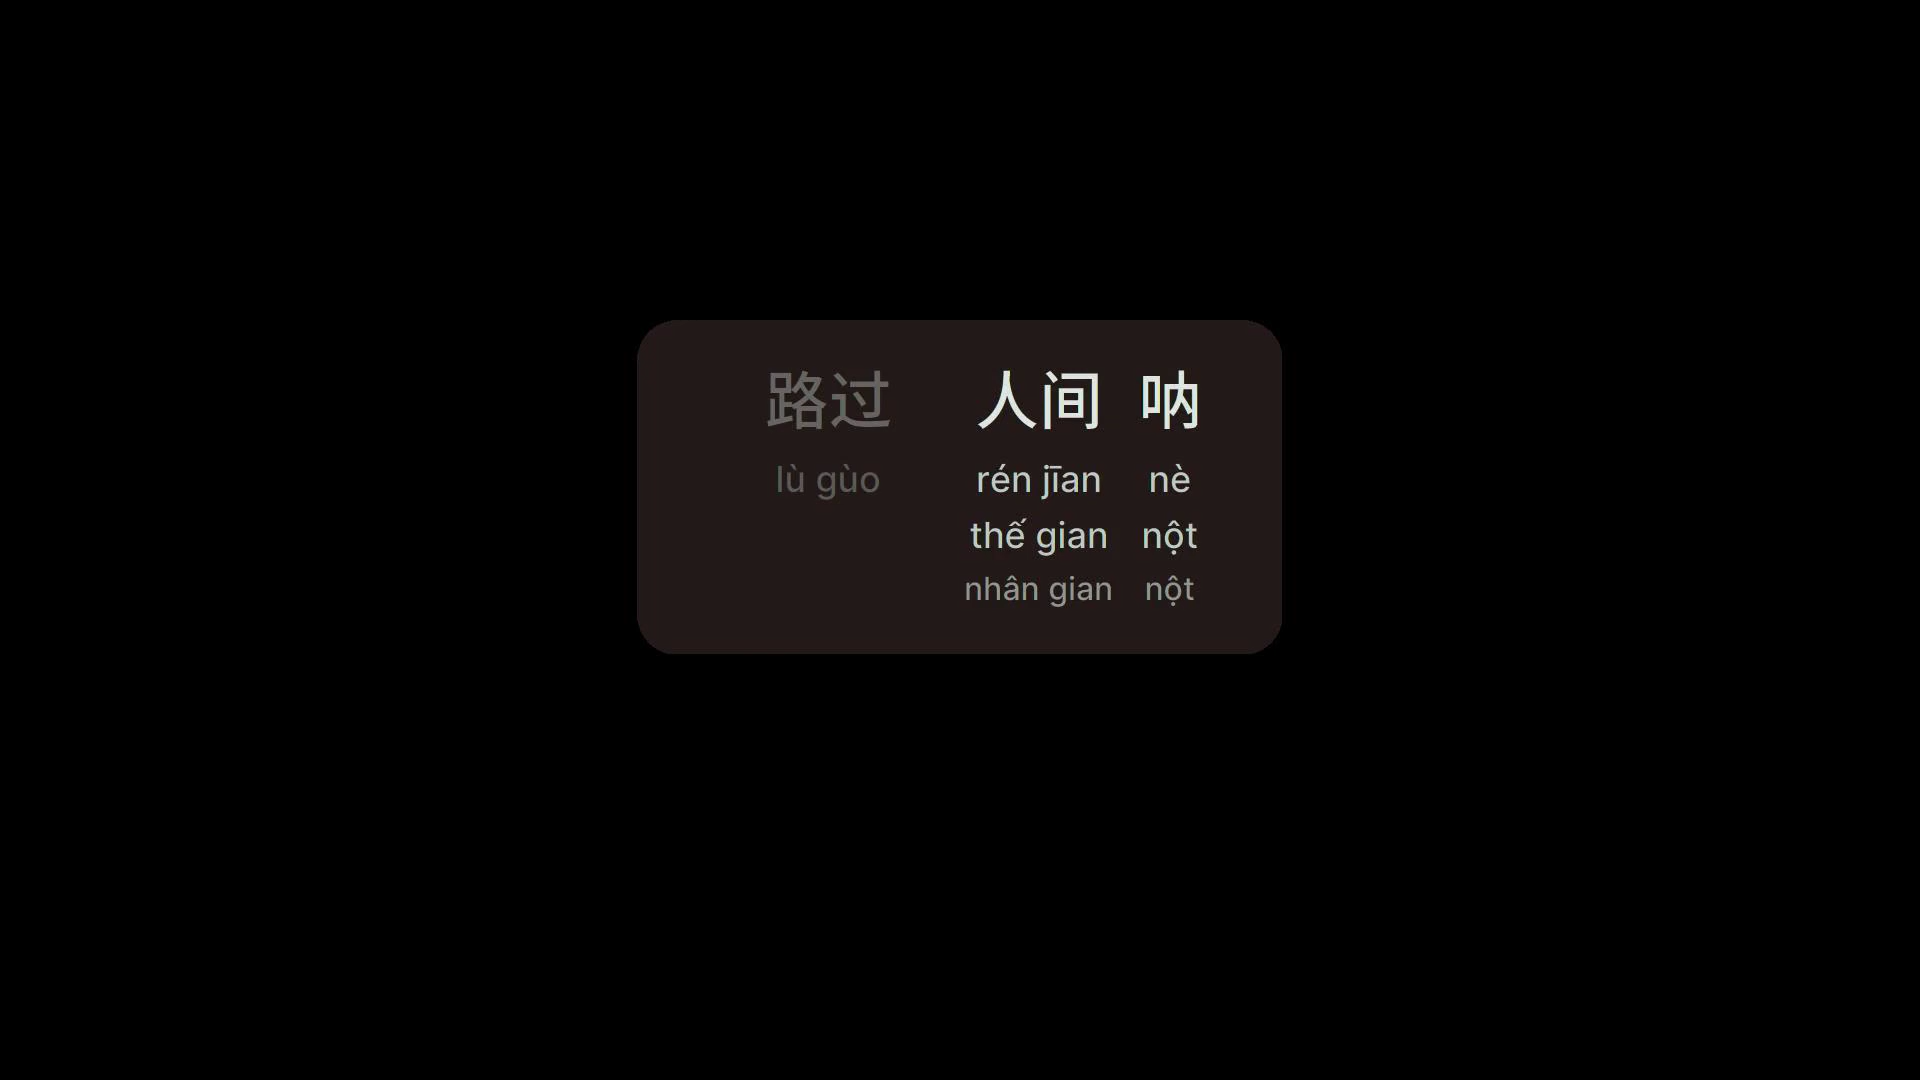 路过 人间 呐
lù gùo rén jīan nè
thế gian nột
nhân gian nột